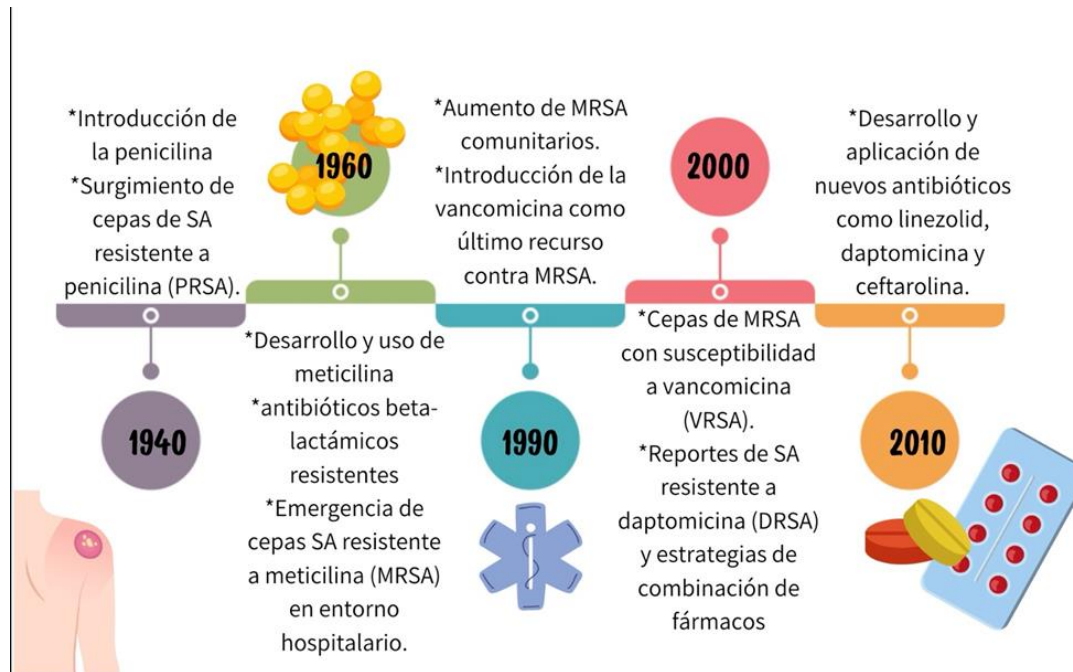 *Introducción de
la penicilina
*Surgimiento de
cepas de SA
resistente a
penicilina (PRSA).
1940
1960
*Desarrollo y uso de
meticilina
*antibióticos beta-
lactámicos
resistentes
*Emergencia de
cepas SA resistente
a meticilina (MRSA)
en entorno
hospitalario.
*Aumento de MRSA
comunitarios.
*Introducción de la
vancomicina como
último recurso
contra MRSA.
1990
2000
*Cepas de MRSA
con susceptibilidad
a vancomicina
(VRSA).
*Reportes de SA
resistente a
daptomicina (DRSA)
y estrategias de
combinación de
fármacos
*Desarrollo y
aplicación de
nuevos antibióticos
como linezolid,
daptomicina y
ceftarolina.
2010